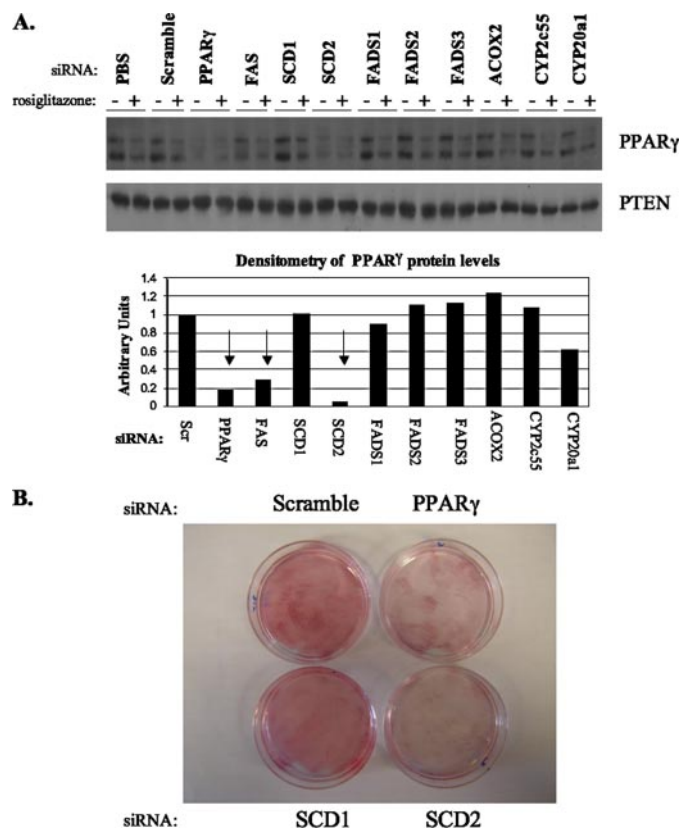 A.
siRNA: PBS Scramble PPARγ FAS SCD1 SCD2 FADS1 FADS2 FADS3 ACOX2 CYP2c55 CYP20a1
rosiglitazone: - + - + - + - + - + - + - + - + - + - + - + - +
PPARγ
PTEN
Densitometry of PPARγ protein levels
Arbitrary Units
1.4
1.2
1
0.8
0.6
0.4
0.2
0
siRNA: Scr PPARγ FAS SCD1 SCD2 FADS1 FADS2 FADS3 ACOX2 CYP2c55 CYP20a1
B.
siRNA: Scramble PPARγ
siRNA: SCD1 SCD2